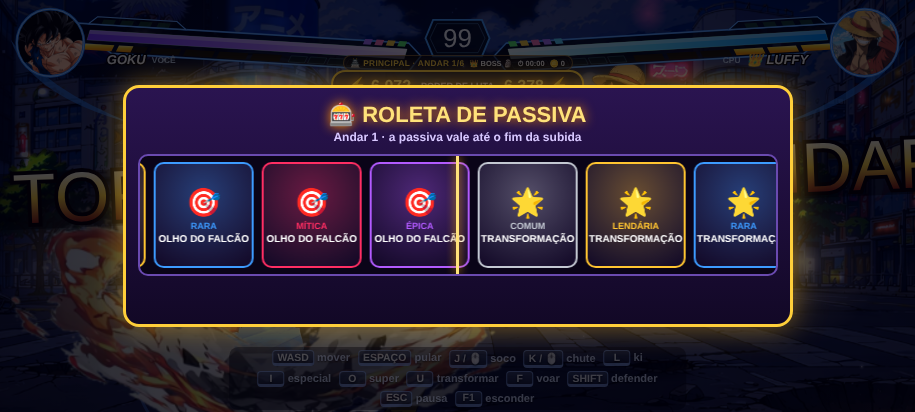 アニメ
99
GOKU VOCÊ
CPU LUFFY
PRINCIPAL · ANDAR 1/6 BOSS 00:00 0
ROLETA DE PASSIVA
Andar 1 · a passiva vale até o fim da subida
RARA
OLHO DO FALCÃO
MÍTICA
OLHO DO FALCÃO
ÉPICA
OLHO DO FALCÃO
COMUM
TRANSFORMAÇÃO
LENDÁRIA
TRANSFORMAÇÃO
RARA
TRANSFORMAÇ
WASD mover ESPAÇO pular J / soco K / chute L ki
I especial O super U transformar F voar SHIFT defender
ESC pausa F1 esconder